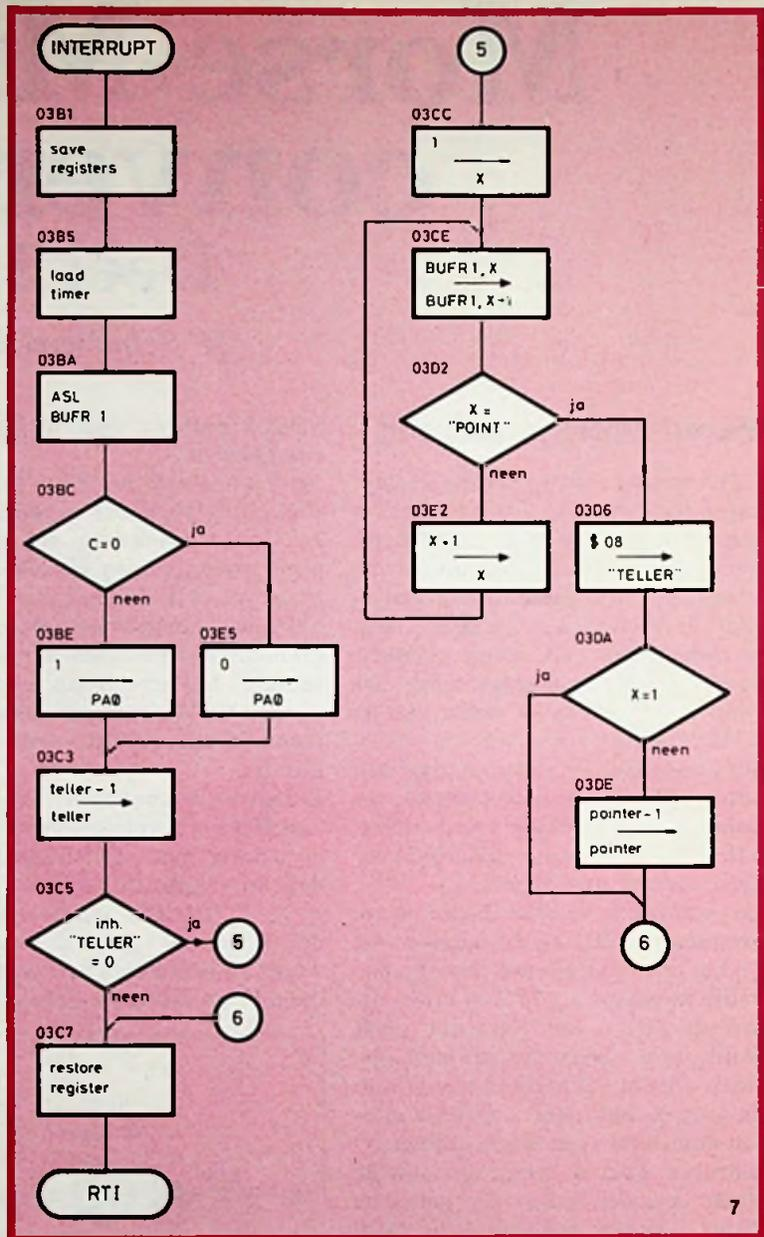 INTERRUPT
03B1
save
registers
03B5
laad
timer
03BA
ASL
BUFR 1
03BC
C=0
ja
neen
03BE
1
PA0
03E5
0
PA0
03C3
teller - 1
teller
03C5
inh.
"TELLER"
= 0
ja
5
neen
6
03C7
restore
register
RTI
5
03CC
1
X
03CE
BUFR 1, X
BUFR 1, X-1
03D2
X =
"POINT"
ja
neen
03E2
X+1
X
03D6
$ 08
"TELLER"
03DA
ja
X=1
neen
03DE
pointer - 1
pointer
6
7